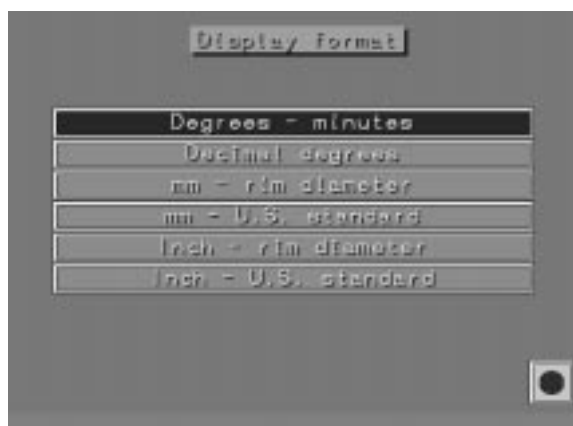 Display format
Degrees - minutes
Decimal degrees
mm - rim diameter
mm - U.S. standard
Inch - rim diameter
Inch - U.S. standard